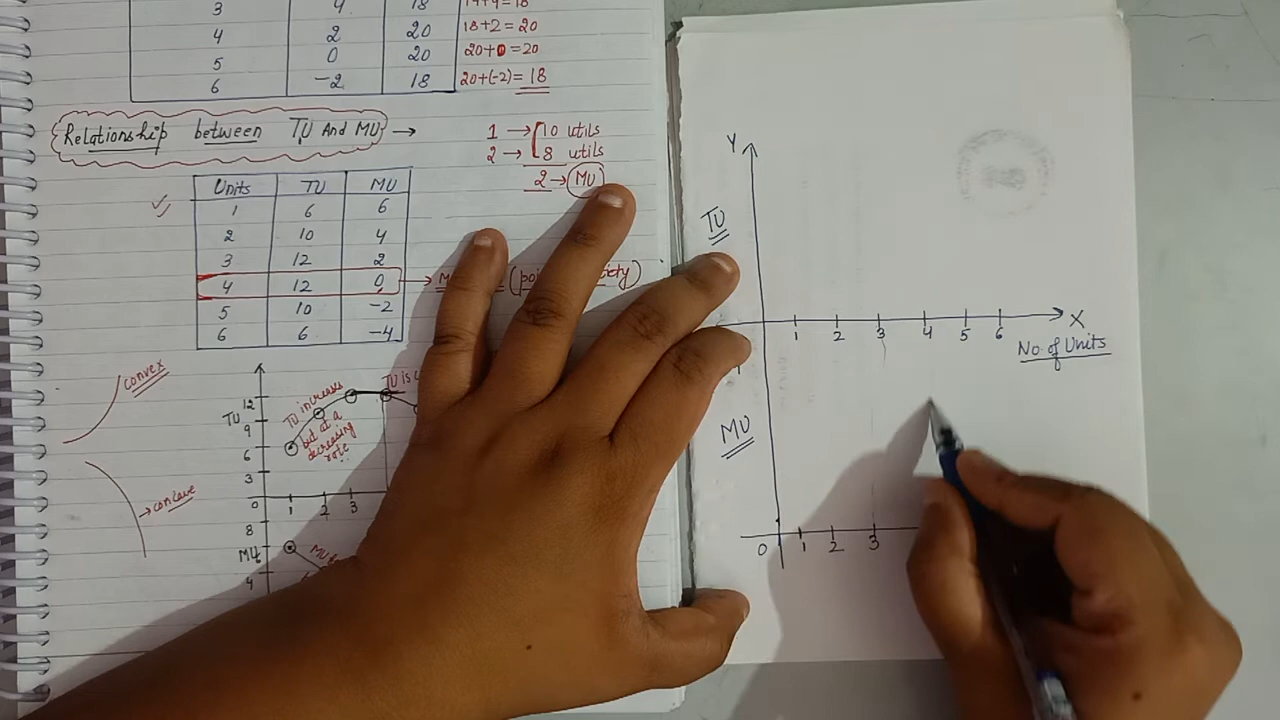 3 4 18
4 2 20 18+2=20
5 0 20 20+0=20
6 -2 18 20+(-2)=18
Relationship between TU And MU →
1 → 10 utils
2 → 8 utils
2 → MU
Units TU MU
1 6 6
2 10 4
3 12 2
4 12 0
5 10 -2
6 6 -4
convex
→concave
TU
12
9
6
3
0 1 2 3
8
MU
4
TU increases
but at a
decreasing
rate
TU is
Y
TU
1 2 3 4 5 6 X
No. of Units
MU
0 1 2 3